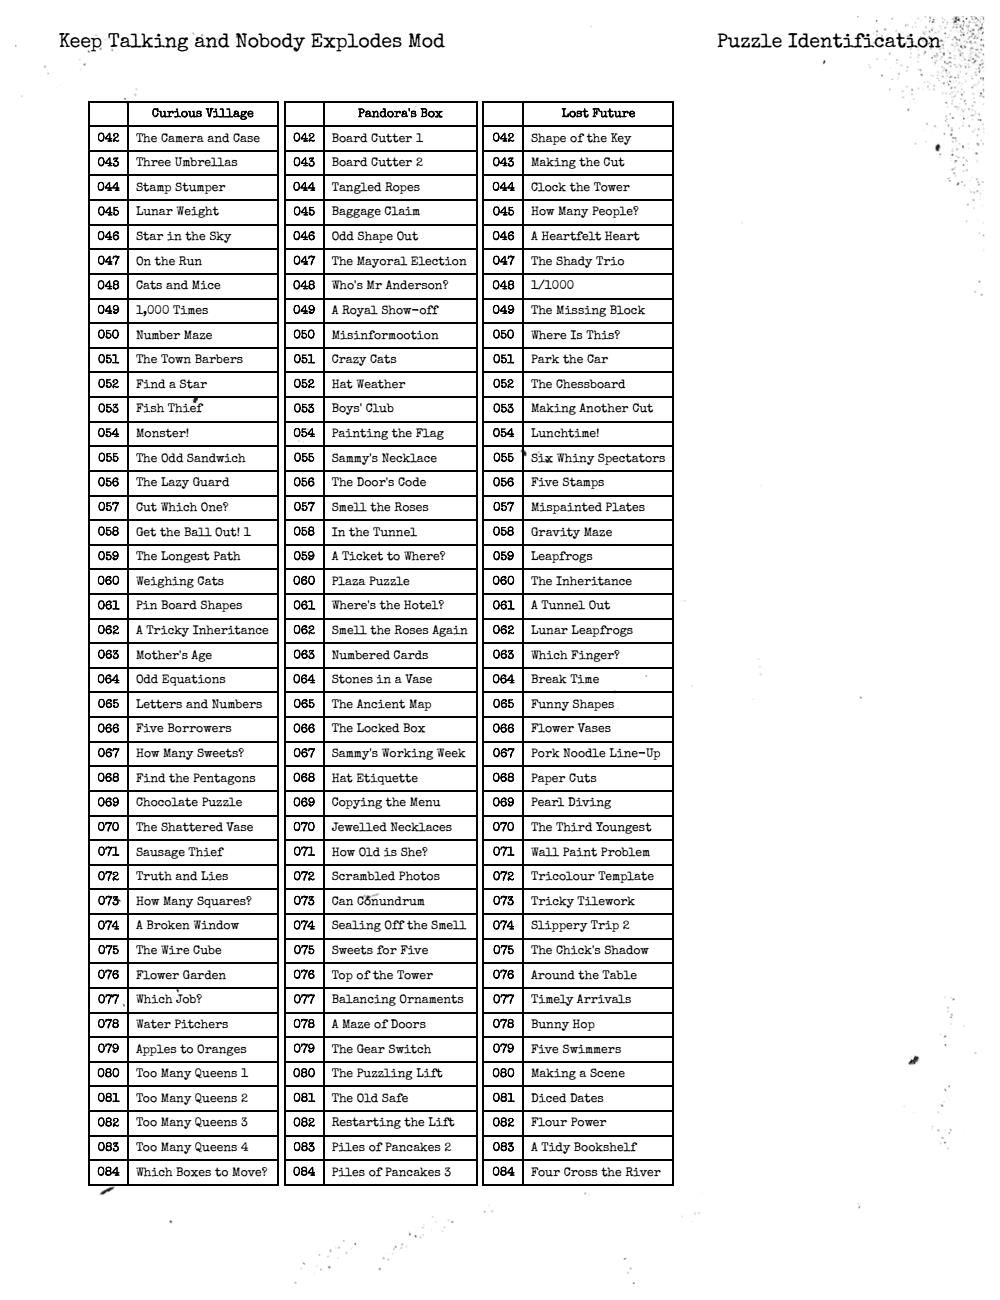 Keep Talking and Nobody Explodes Mod Puzzle Identification
Curious Village Pandora's Box Lost Future
042 The Camera and Case 042 Board Cutter 1 042 Shape of the Key
043 Three Umbrellas 043 Board Cutter 2 043 Making the Cut
044 Stamp Stumper 044 Tangled Ropes 044 Clock the Tower
045 Lunar Weight 045 Baggage Claim 045 How Many People?
046 Star in the Sky 046 Odd Shape Out 046 A Heartfelt Heart
047 On the Run 047 The Mayoral Election 047 The Shady Trio
048 Cats and Mice 048 Who's Mr Anderson? 048 1/1000
049 1,000 Times 049 A Royal Show-off 049 The Missing Block
050 Number Maze 050 Misinformootion 050 Where Is This?
051 The Town Barbers 051 Crazy Cats 051 Park the Car
052 Find a Star 052 Hat Weather 052 The Chessboard
053 Fish Thief 053 Boys' Club 053 Making Another Cut
054 Monster! 054 Painting the Flag 054 Lunchtime!
055 The Odd Sandwich 055 Sammy's Necklace 055 Six Whiny Spectators
056 The Lazy Guard 056 The Door's Code 056 Five Stamps
057 Cut Which One? 057 Smell the Roses 057 Mispainted Plates
058 Get the Ball Out! 1 058 In the Tunnel 058 Gravity Maze
059 The Longest Path 059 A Ticket to Where? 059 Leapfrogs
060 Weighing Cats 060 Plaza Puzzle 060 The Inheritance
061 Pin Board Shapes 061 Where's the Hotel? 061 A Tunnel Out
062 A Tricky Inheritance 062 Smell the Roses Again 062 Lunar Leapfrogs
063 Mother's Age 063 Numbered Cards 063 Which Finger?
064 Odd Equations 064 Stones in a Vase 064 Break Time
065 Letters and Numbers 065 The Ancient Map 065 Funny Shapes
066 Five Borrowers 066 The Locked Box 066 Flower Vases
067 How Many Sweets? 067 Sammy's Working Week 067 Pork Noodle Line-Up
068 Find the Pentagons 068 Hat Etiquette 068 Paper Cuts
069 Chocolate Puzzle 069 Copying the Menu 069 Pearl Diving
070 The Shattered Vase 070 Jewelled Necklaces 070 The Third Youngest
071 Sausage Thief 071 How Old is She? 071 Wall Paint Problem
072 Truth and Lies 072 Scrambled Photos 072 Tricolour Template
073 How Many Squares? 073 Can Conundrum 073 Tricky Tilework
074 A Broken Window 074 Sealing Off the Smell 074 Slippery Trip 2
075 The Wire Cube 075 Sweets for Five 075 The Chick's Shadow
076 Flower Garden 076 Top of the Tower 076 Around the Table
077 Which Job? 077 Balancing Ornaments 077 Timely Arrivals
078 Water Pitchers 078 A Maze of Doors 078 Bunny Hop
079 Apples to Oranges 079 The Gear Switch 079 Five Swimmers
080 Too Many Queens 1 080 The Puzzling Lift 080 Making a Scene
081 Too Many Queens 2 081 The Old Safe 081 Diced Dates
082 Too Many Queens 3 082 Restarting the Lift 082 Flour Power
083 Too Many Queens 4 083 Piles of Pancakes 2 083 A Tidy Bookshelf
084 Which Boxes to Move? 084 Piles of Pancakes 3 084 Four Cross the River